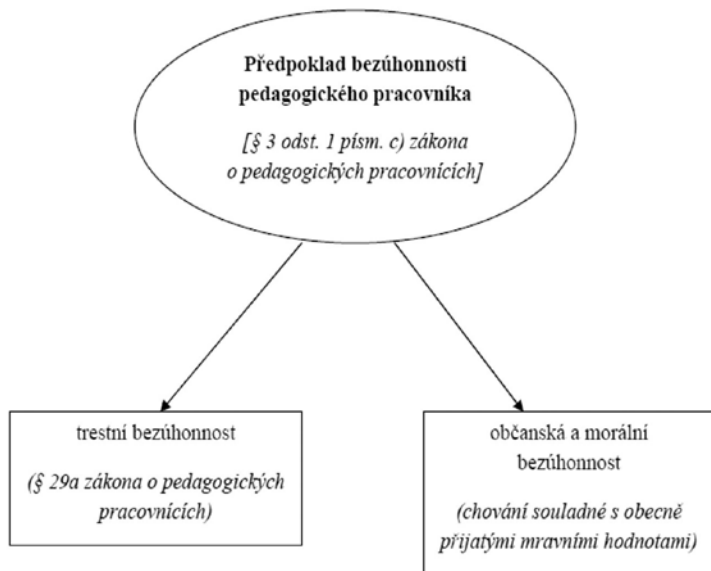 Předpoklad bezúhonnosti
pedagogického pracovníka
[§ 3 odst. 1 písm. c) zákona
o pedagogických pracovnících]
trestní bezúhonnost
(§ 29a zákona o pedagogických
pracovnících)
občanská a morální
bezúhonnost
(chování souladné s obecně
přijatými mravními hodnotami)